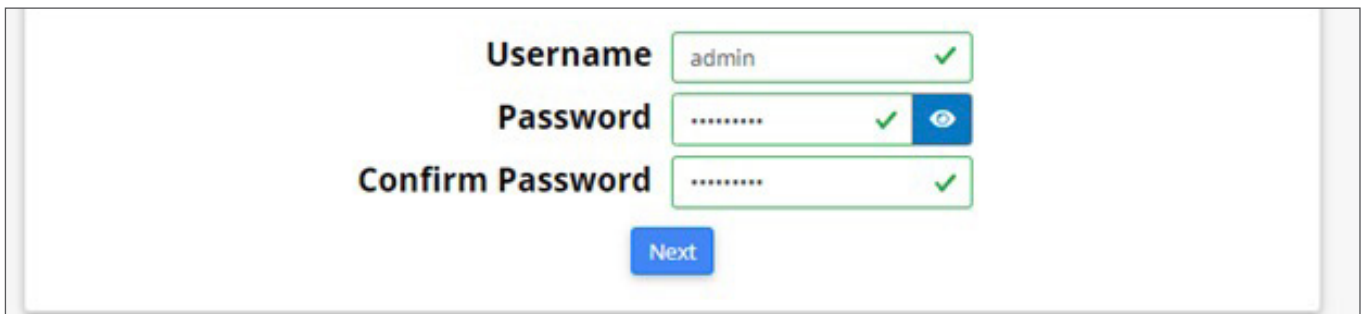 Username admin
Password •••••••••
Confirm Password •••••••••
Next